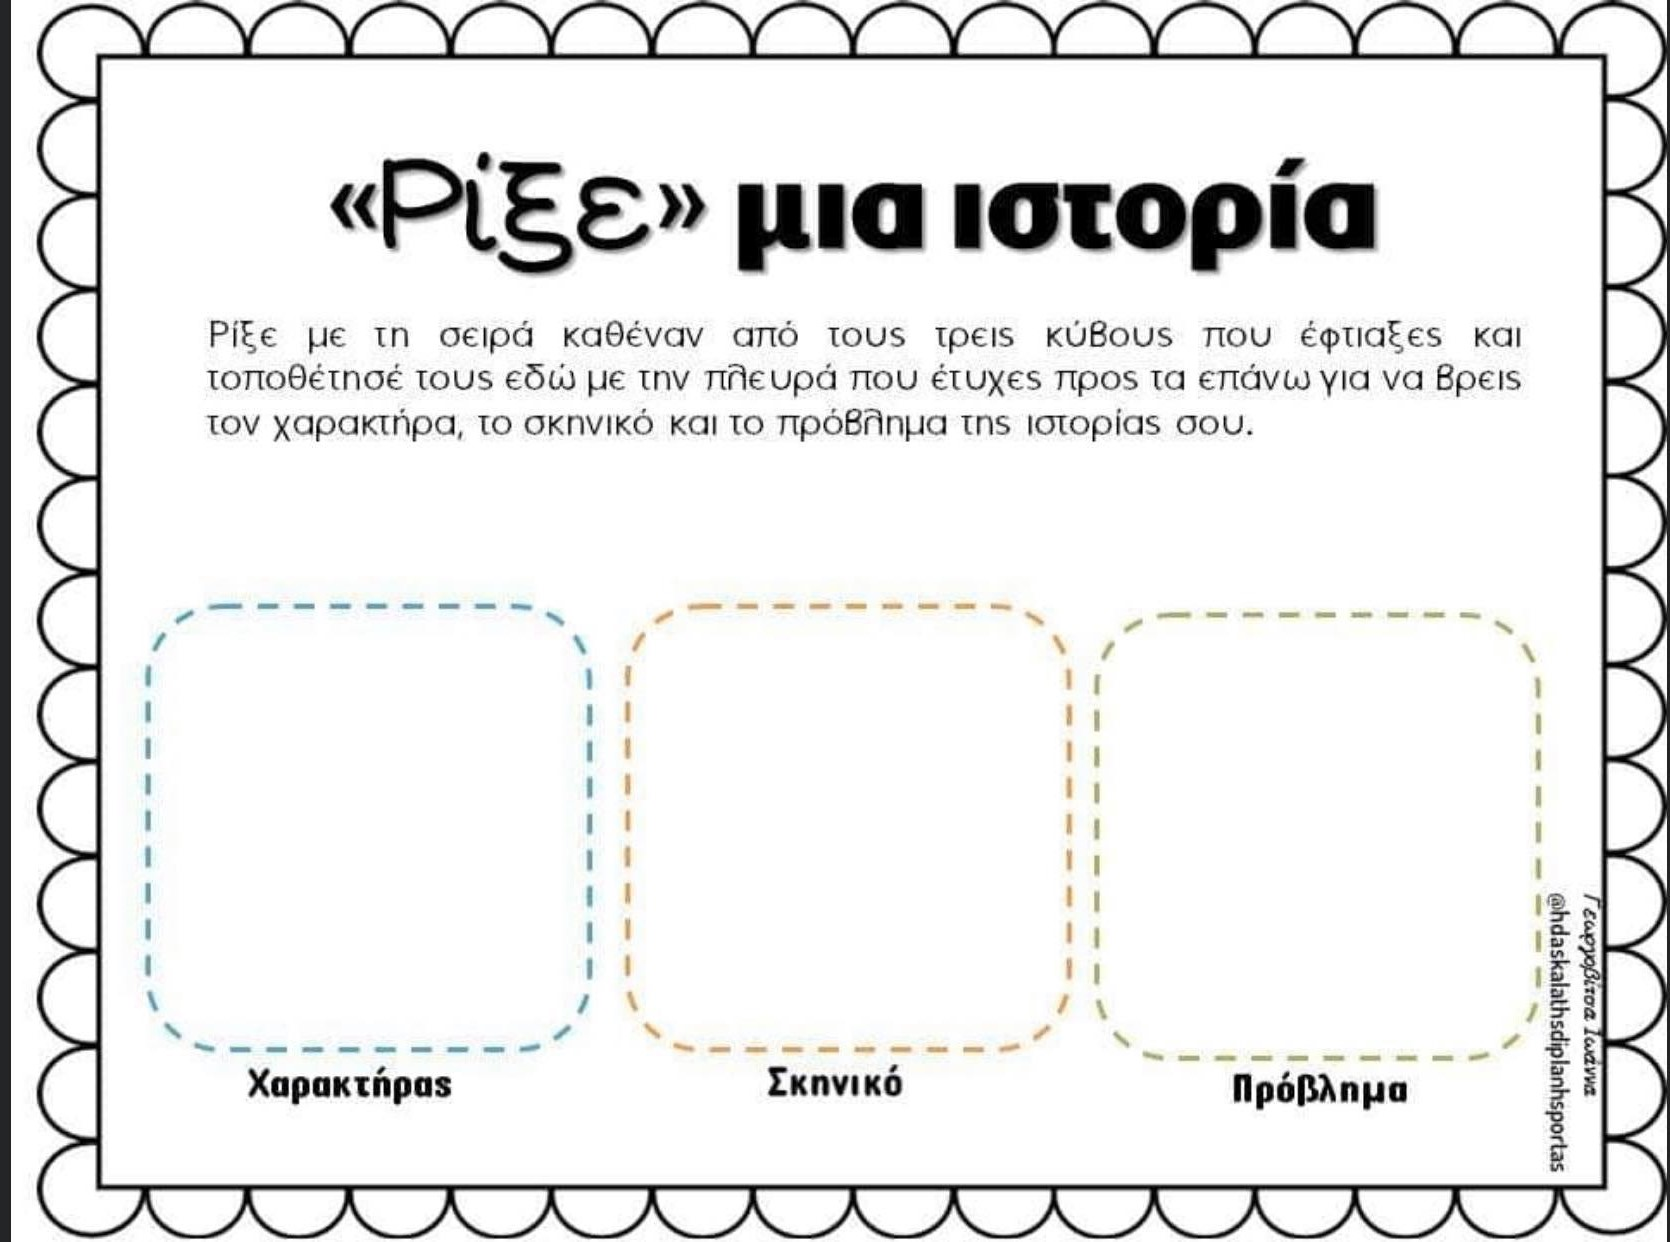 «Ρίξε» μια ιστορία
Ρίξε με τη σειρά καθέναν από τους τρεις κύβους που έφτιαξες και
τοποθέτησέ τους εδώ με την πλευρά που έτυχες προς τα επάνω για να βρεις
τον χαρακτήρα, το σκηνικό και το πρόβλημα της ιστορίας σου.
Χαρακτήρας
Σκηνικό
Πρόβλημα
Γεωργοβίτσα Ιωάννα
@hdaskalathsdiplanhsportas